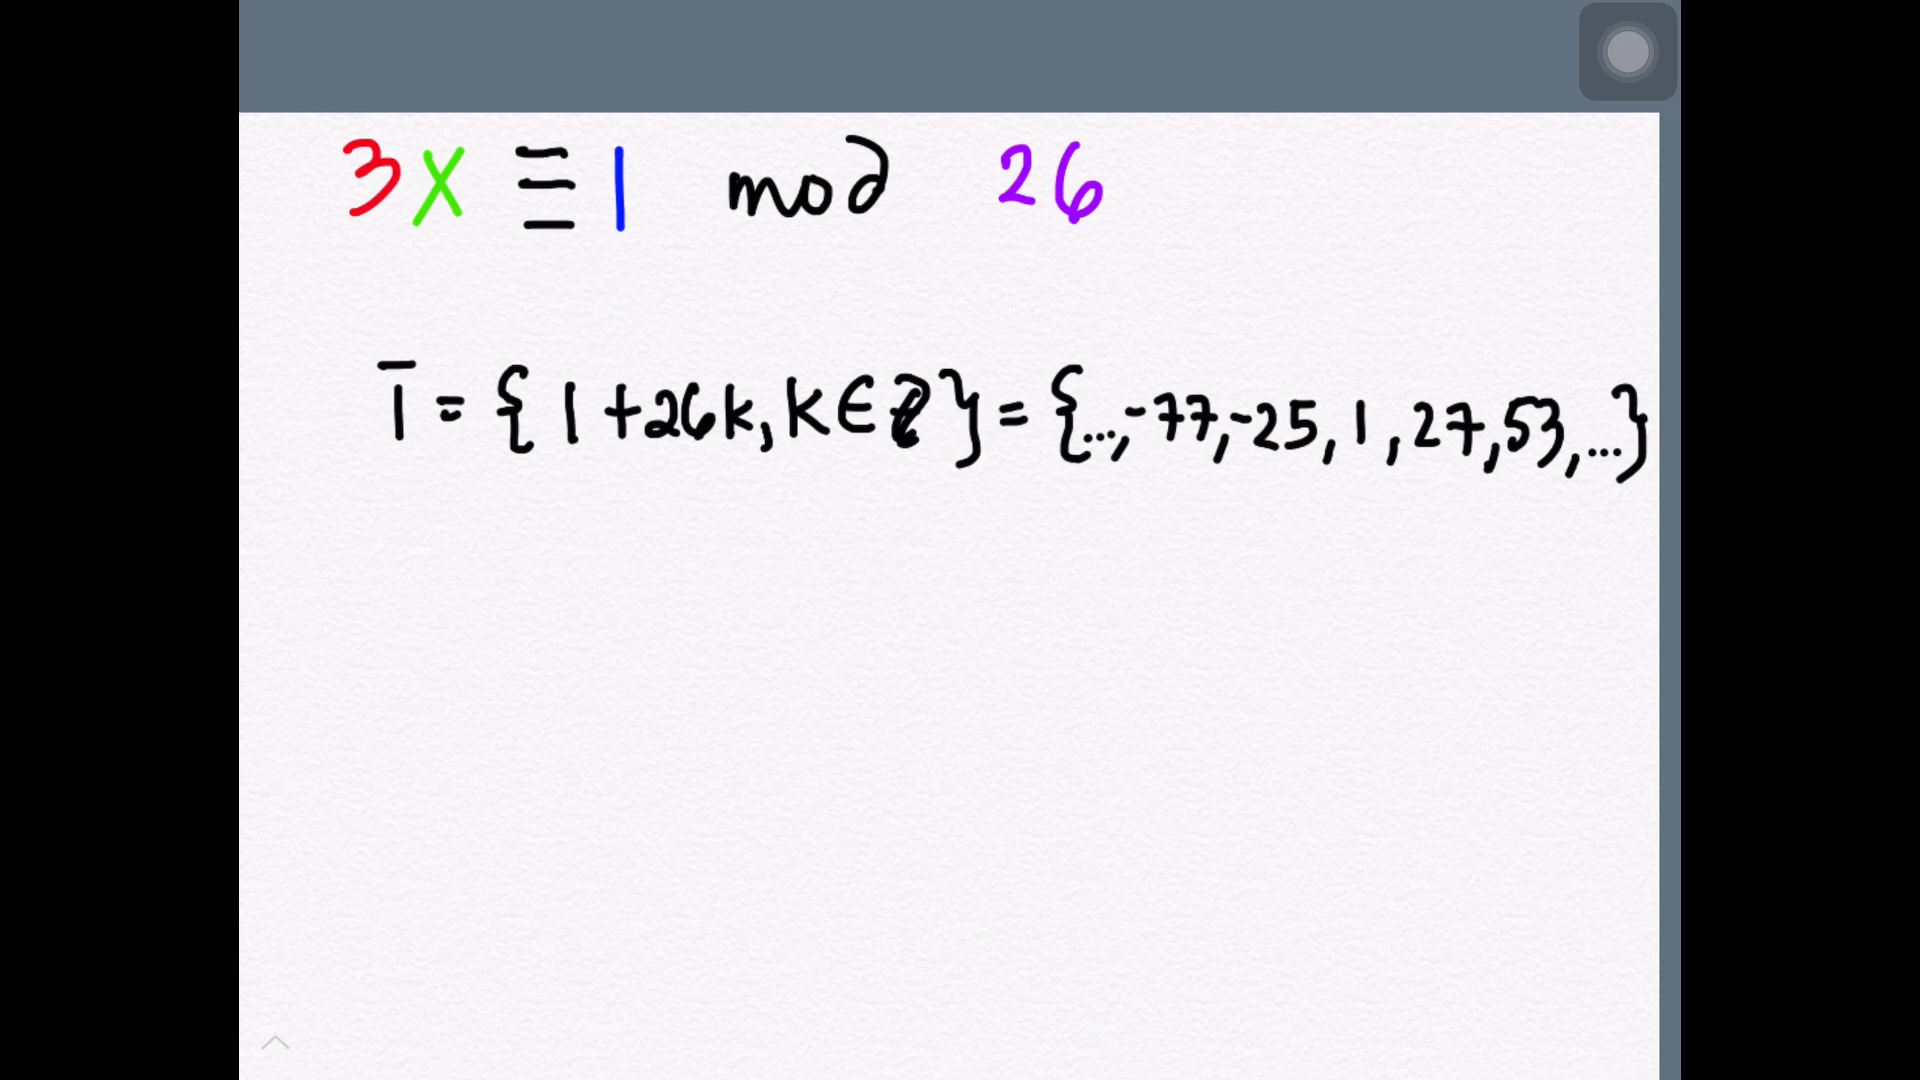 3x ≡ 1 mod 26
1̄ = { 1 + 26k, k ∈ ℤ } = {..., -77, -25, 1, 27, 53, ...}